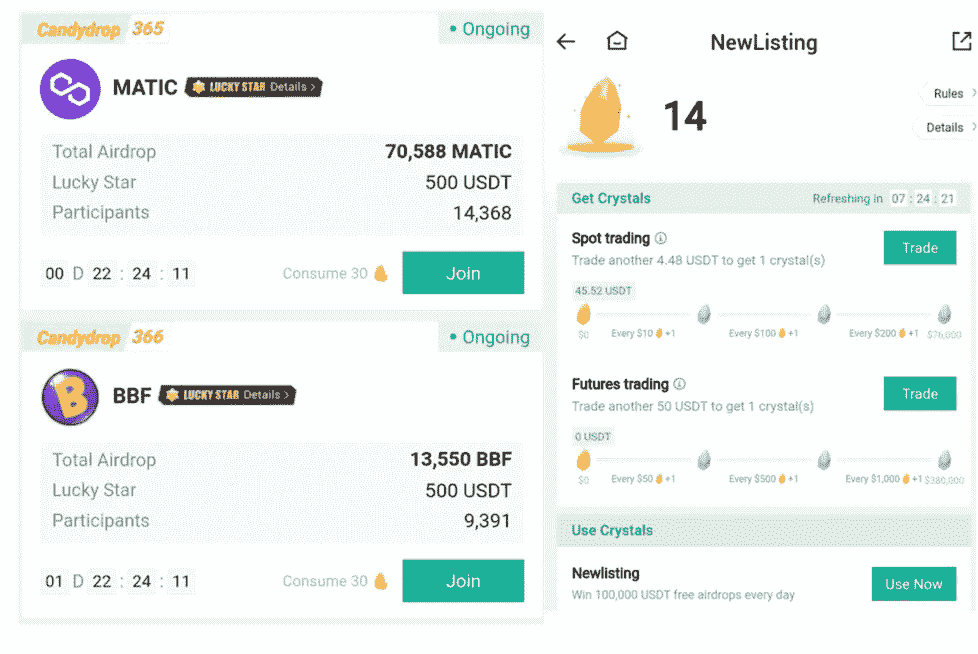 Candydrop 365
• Ongoing
MATIC LUCKY STAR Details >
Total Airdrop 70,588 MATIC
Lucky Star 500 USDT
Participants 14,368
00 D 22 : 24 : 11 Consume 30 Join
Candydrop 366
• Ongoing
BBF LUCKY STAR Details >
Total Airdrop 13,550 BBF
Lucky Star 500 USDT
Participants 9,391
01 D 22 : 24 : 11 Consume 30 Join
NewListing
14
Rules >
Details >
Get Crystals Refreshing in 07 : 24 : 21
Spot trading
Trade another 4.48 USDT to get 1 crystal(s)
Trade
45.52 USDT
$0 Every $10 +1 Every $100 +1 Every $200 +1 $76,000
Futures trading
Trade another 50 USDT to get 1 crystal(s)
Trade
0 USDT
$0 Every $50 +1 Every $500 +1 Every $1,000 +1 $380,000
Use Crystals
Newlisting
Win 100,000 USDT free airdrops every day
Use Now